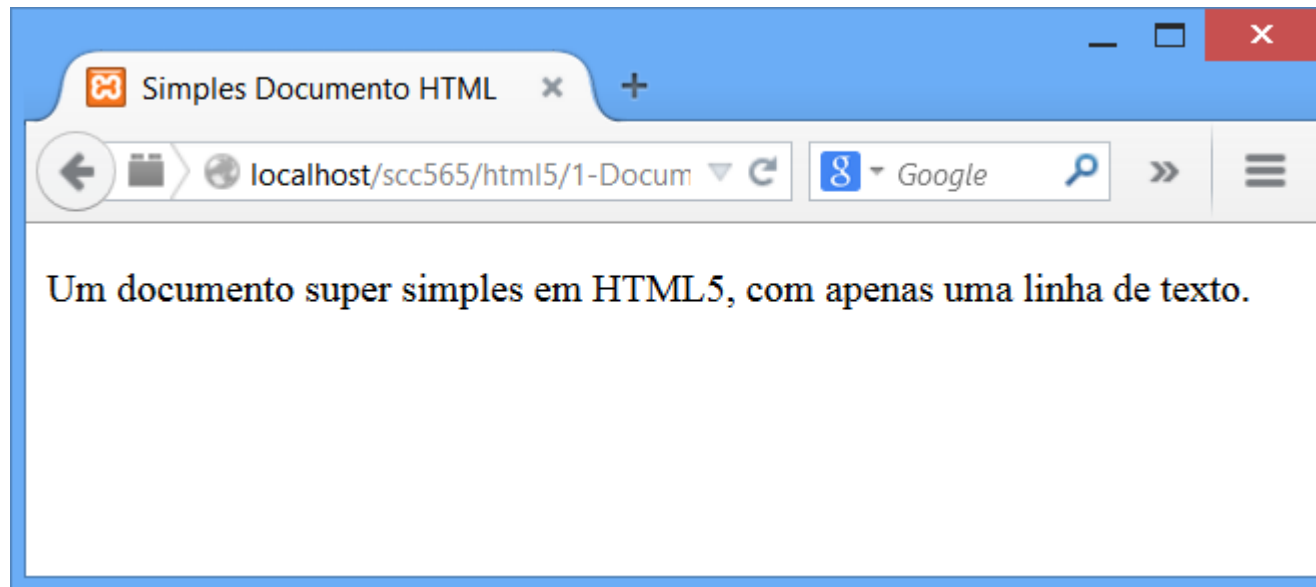 Simples Documento HTML
localhost/scc565/html5/1-Docum
8 Google
Um documento super simples em HTML5, com apenas uma linha de texto.